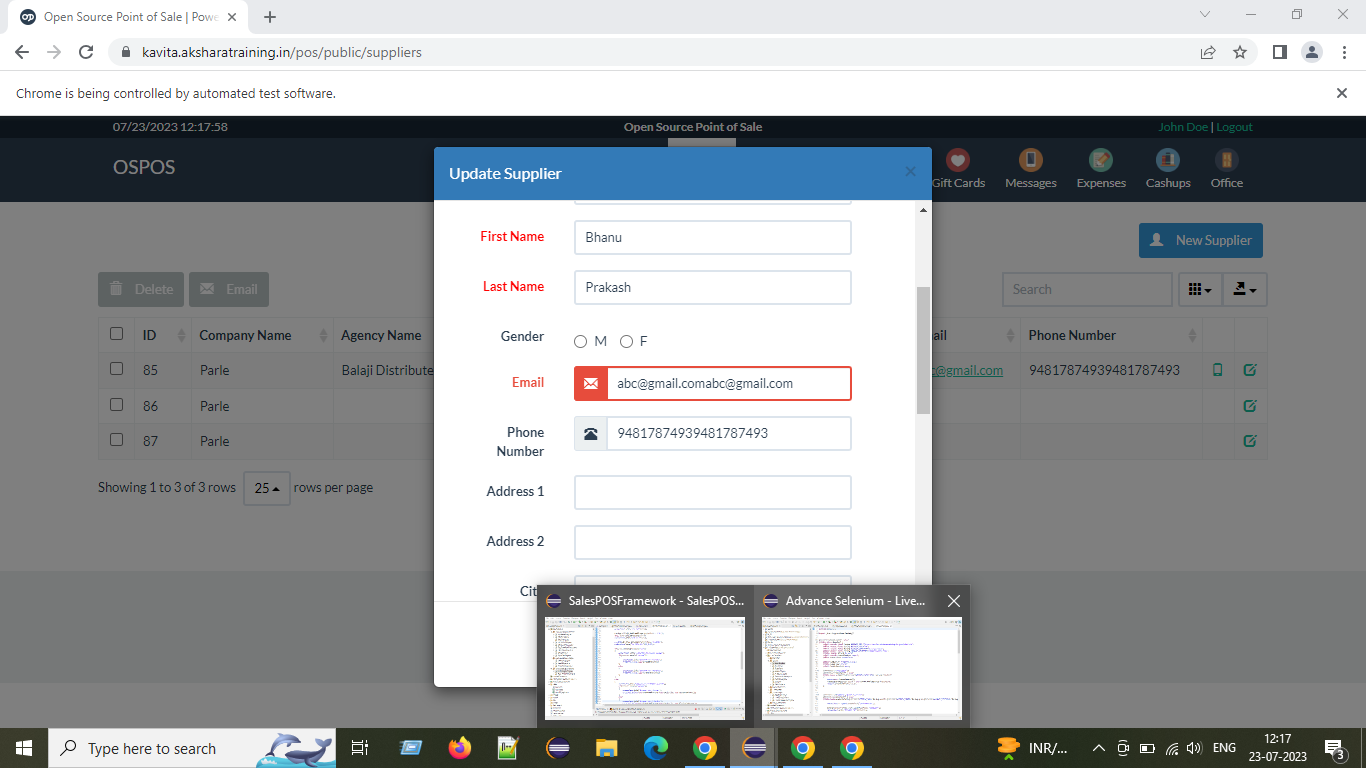 Open Source Point of Sale | Powe
kavita.aksharatraining.in/pos/public/suppliers
Chrome is being controlled by automated test software.
07/23/2023 12:17:58
Open Source Point of Sale
John Doe | Logout
OSPOS
Gift Cards
Messages
Expenses
Cashups
Office
Update Supplier
×
First Name
Bhanu
Last Name
Prakash
Gender
M
F
Email
abc@gmail.comabc@gmail.com
Phone
Number
94817874939481787493
Address 1
Address 2
Cit
New Supplier
Delete
Email
Search
ID
Company Name
Agency Name
ail
Phone Number
85
Parle
Balaji Distribute
c@gmail.com
94817874939481787493
86
Parle
87
Parle
Showing 1 to 3 of 3 rows
25
rows per page
SalesPOSFramework - SalesPOS...
Advance Selenium - Live...
Type here to search
INR/...
ENG
12:17
23-07-2023
3